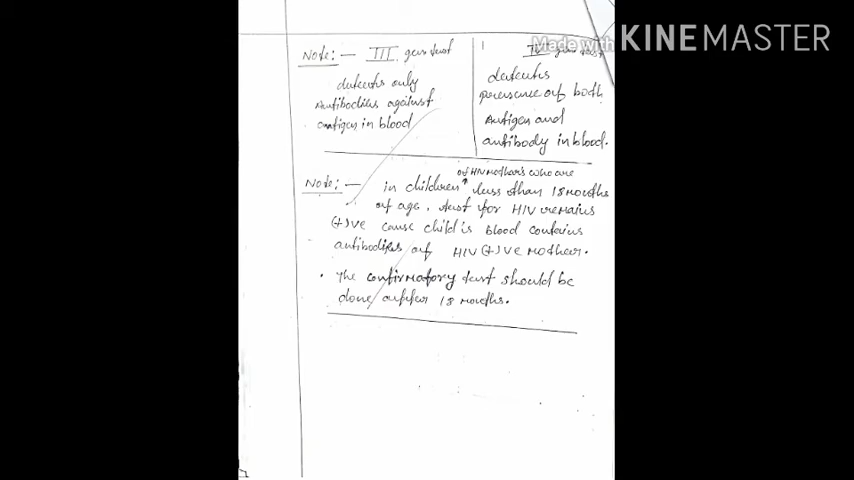 Made with KINEMASTER
Note:- III gen test
detects only
Antibodies against
antigen in blood
IV gen test
detects
presence of both
Antigen and
antibody in blood.
of HIV mother's who are
Note:- in children ↑ less than 18 months
of age. test for HIV remains
(+)ve cause child is blood contains
antibodies of HIV (+)ve mother.
• The confirmatory test should be
done after 18 months.